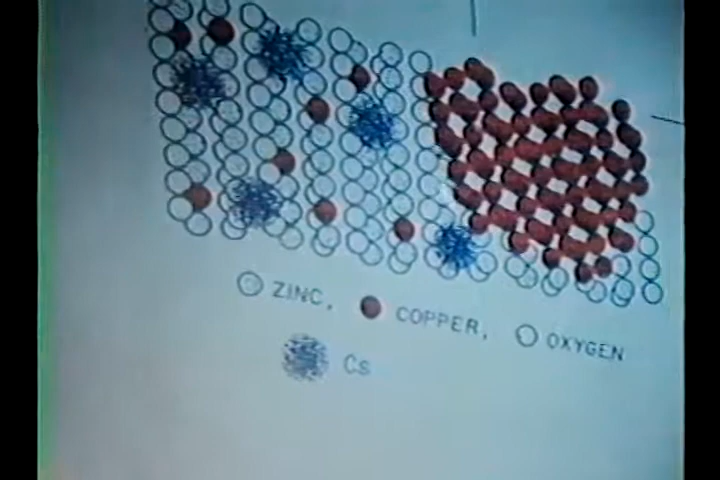 ZINC, COPPER, OXYGEN
Cs